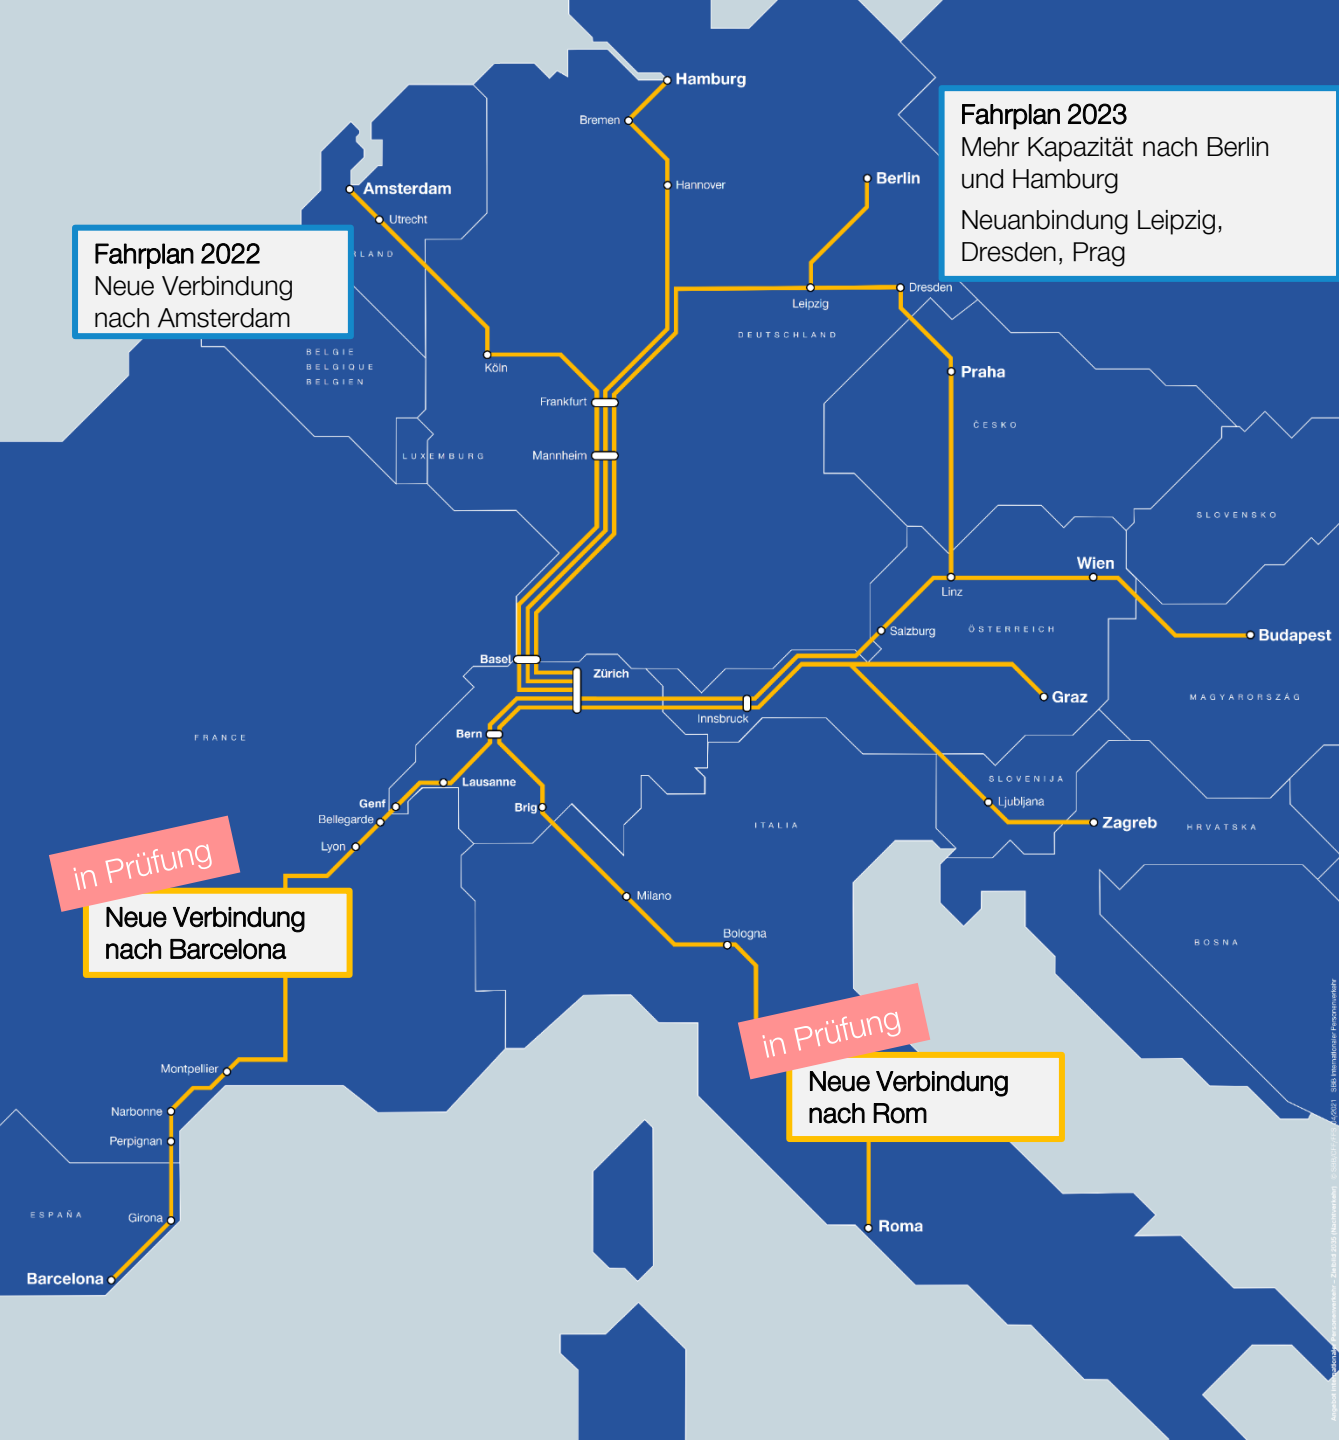 Hamburg
Bremen
Hannover
Berlin
Amsterdam
Utrecht
Fahrplan 2023
Mehr Kapazität nach Berlin
und Hamburg
Neuanbindung Leipzig,
Dresden, Prag
Fahrplan 2022
Neue Verbindung
nach Amsterdam
LAND
Leipzig
Dresden
DEUTSCHLAND
BELGIE
BELGIQUE
BELGIEN
Köln
Praha
Frankfurt
ČESKO
Mannheim
LUXEMBURG
SLOVENSKO
Wien
Linz
Salzburg
ÖSTERREICH
Budapest
Basel
Zürich
Innsbruck
Graz
MAGYARORSZÁG
FRANCE
Bern
Lausanne
SLOVENIJA
Genf
Bellegarde
Brig
Ljubljana
Zagreb
HRVATSKA
ITALIA
Lyon
in Prüfung
Neue Verbindung
nach Barcelona
Milano
Bologna
BOSNA
in Prüfung
Neue Verbindung
nach Rom
Montpellier
Narbonne
Perpignan
ESPAÑA
Girona
Roma
Barcelona
SBB Internationaler Personenverkehr